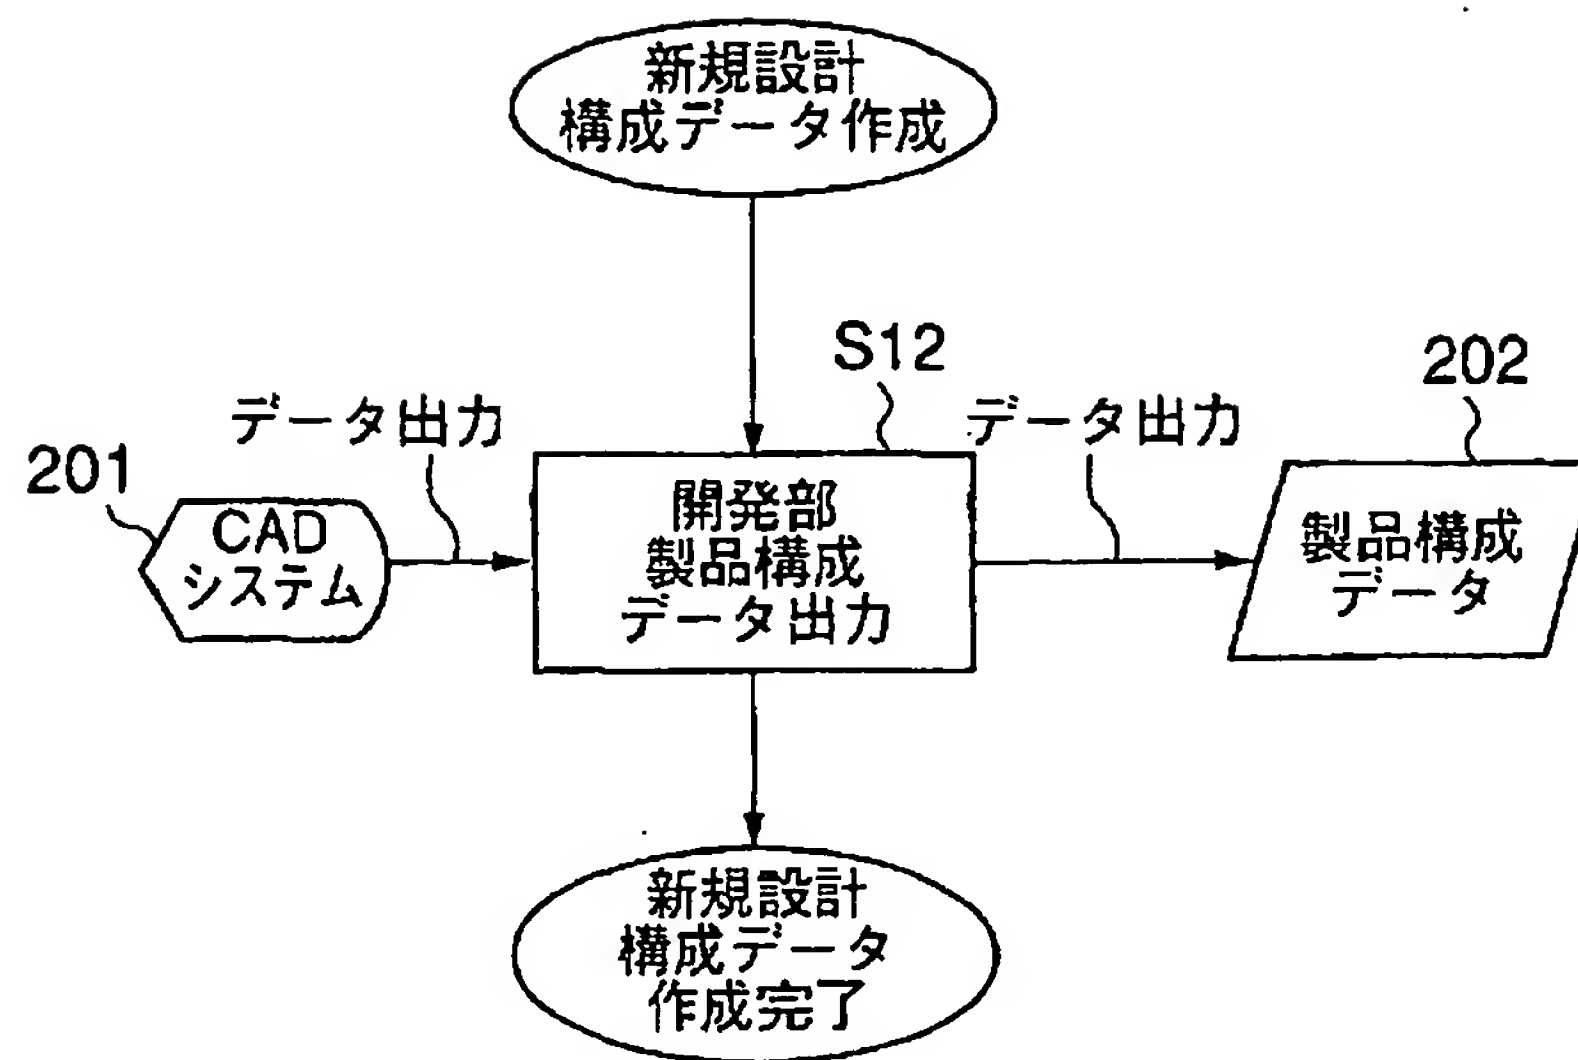 新規設計
構成データ作成
S12
202
データ出力
データ出力
201
CAD
システム
開発部
製品構成
データ出力
製品構成
データ
新規設計
構成データ
作成完了